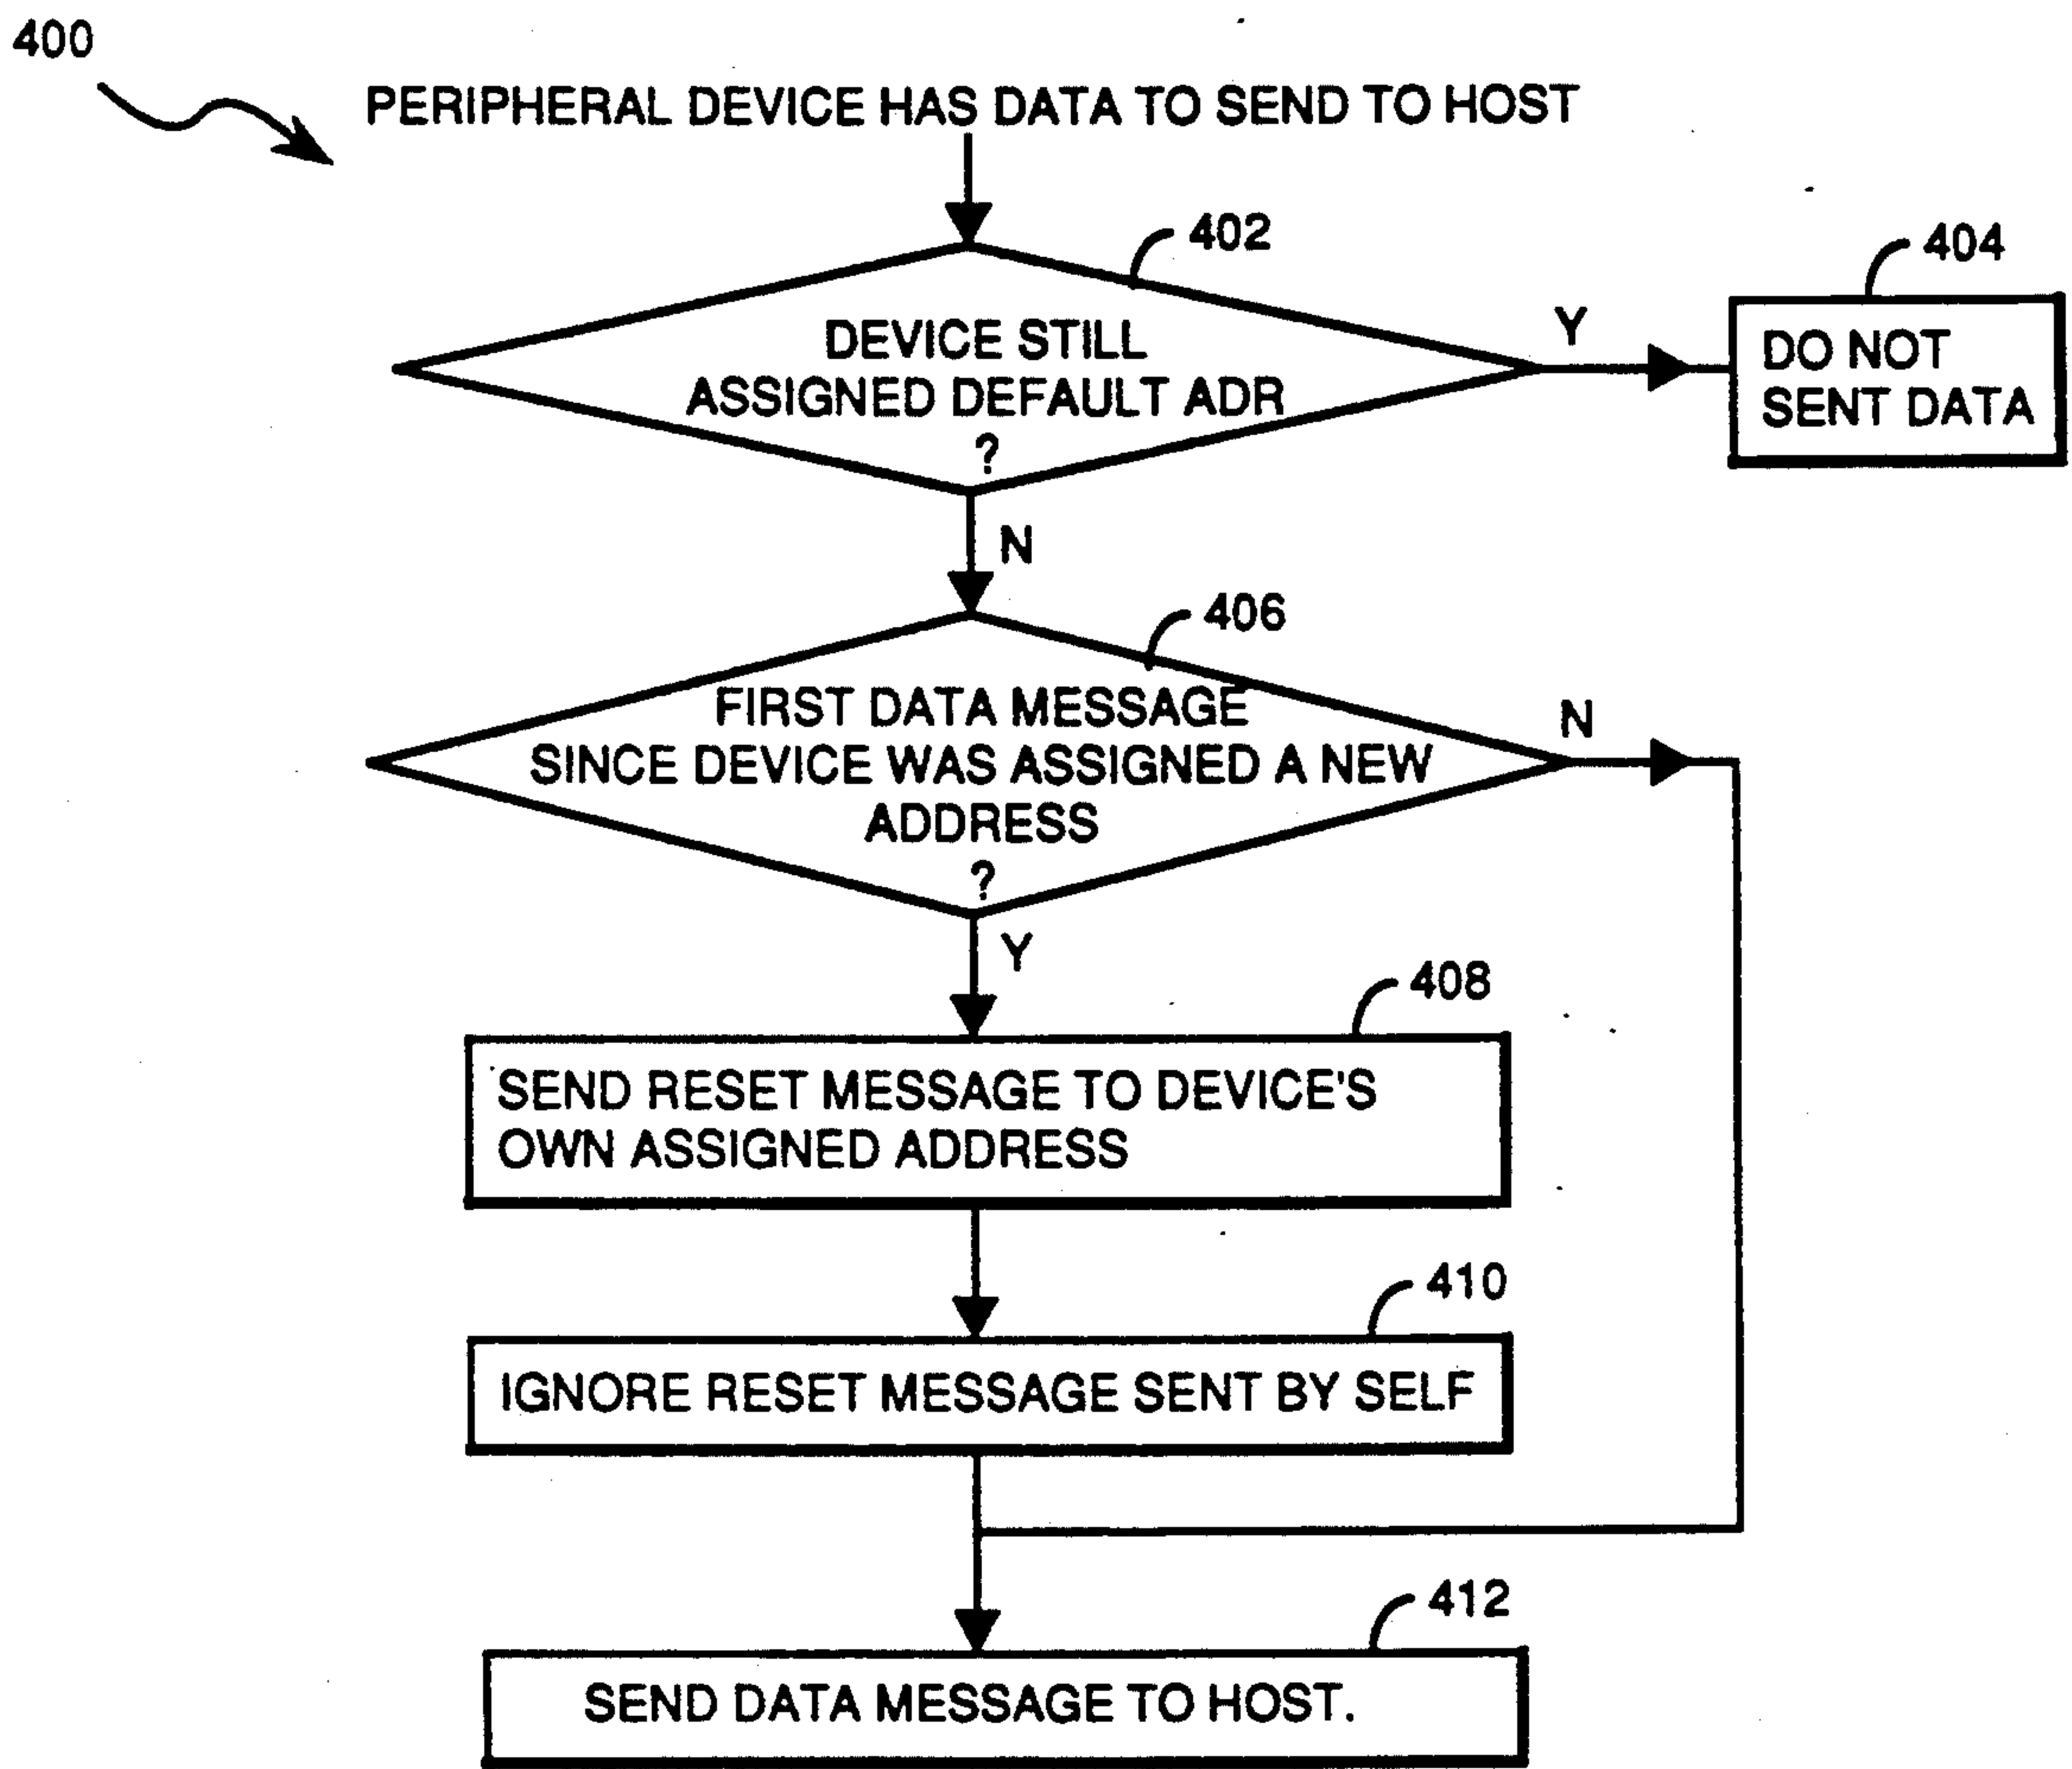 400
PERIPHERAL DEVICE HAS DATA TO SEND TO HOST
402
DEVICE STILL
ASSIGNED DEFAULT ADR
?
Y
404
DO NOT
SENT DATA
N
406
FIRST DATA MESSAGE
SINCE DEVICE WAS ASSIGNED A NEW
ADDRESS
?
N
Y
408
SEND RESET MESSAGE TO DEVICE'S
OWN ASSIGNED ADDRESS
410
IGNORE RESET MESSAGE SENT BY SELF
412
SEND DATA MESSAGE TO HOST.